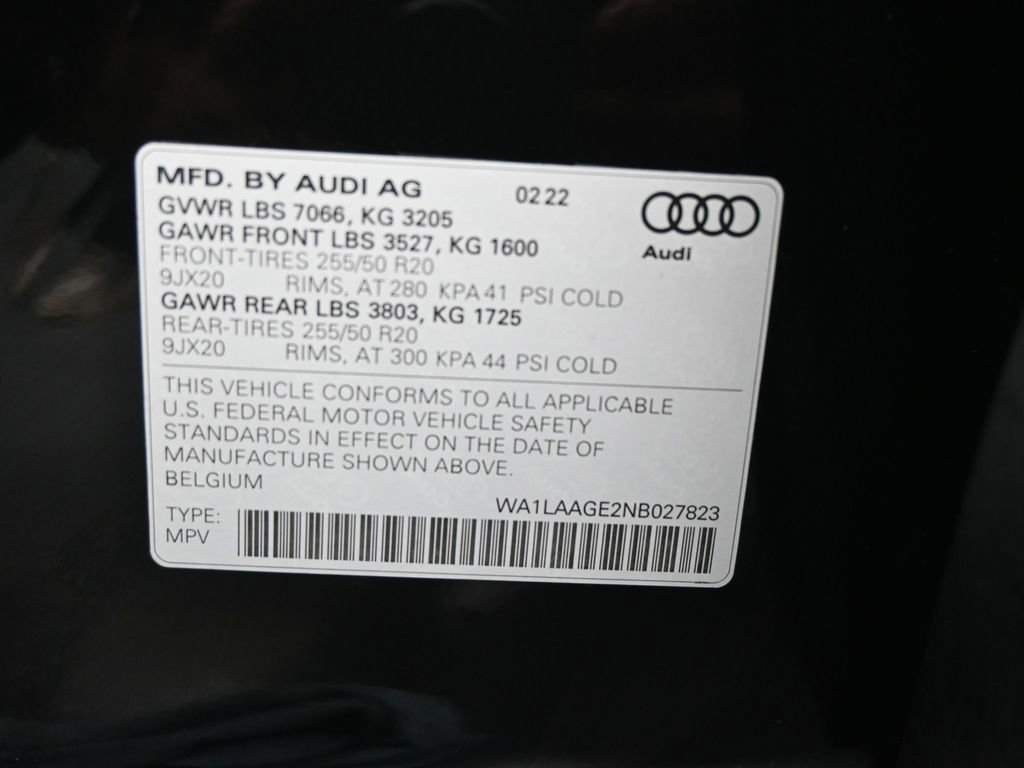 MFD. BY AUDI AG 02 22
GVWR LBS 7066, KG 3205
GAWR FRONT LBS 3527, KG 1600
Audi
FRONT-TIRES 255/50 R20
9JX20 RIMS, AT 280 KPA 41 PSI COLD
GAWR REAR LBS 3803, KG 1725
REAR-TIRES 255/50 R20
9JX20 RIMS, AT 300 KPA 44 PSI COLD
THIS VEHICLE CONFORMS TO ALL APPLICABLE
U.S. FEDERAL MOTOR VEHICLE SAFETY
STANDARDS IN EFFECT ON THE DATE OF
MANUFACTURE SHOWN ABOVE.
BELGIUM
WA1LAAGE2NB027823
TYPE:
MPV